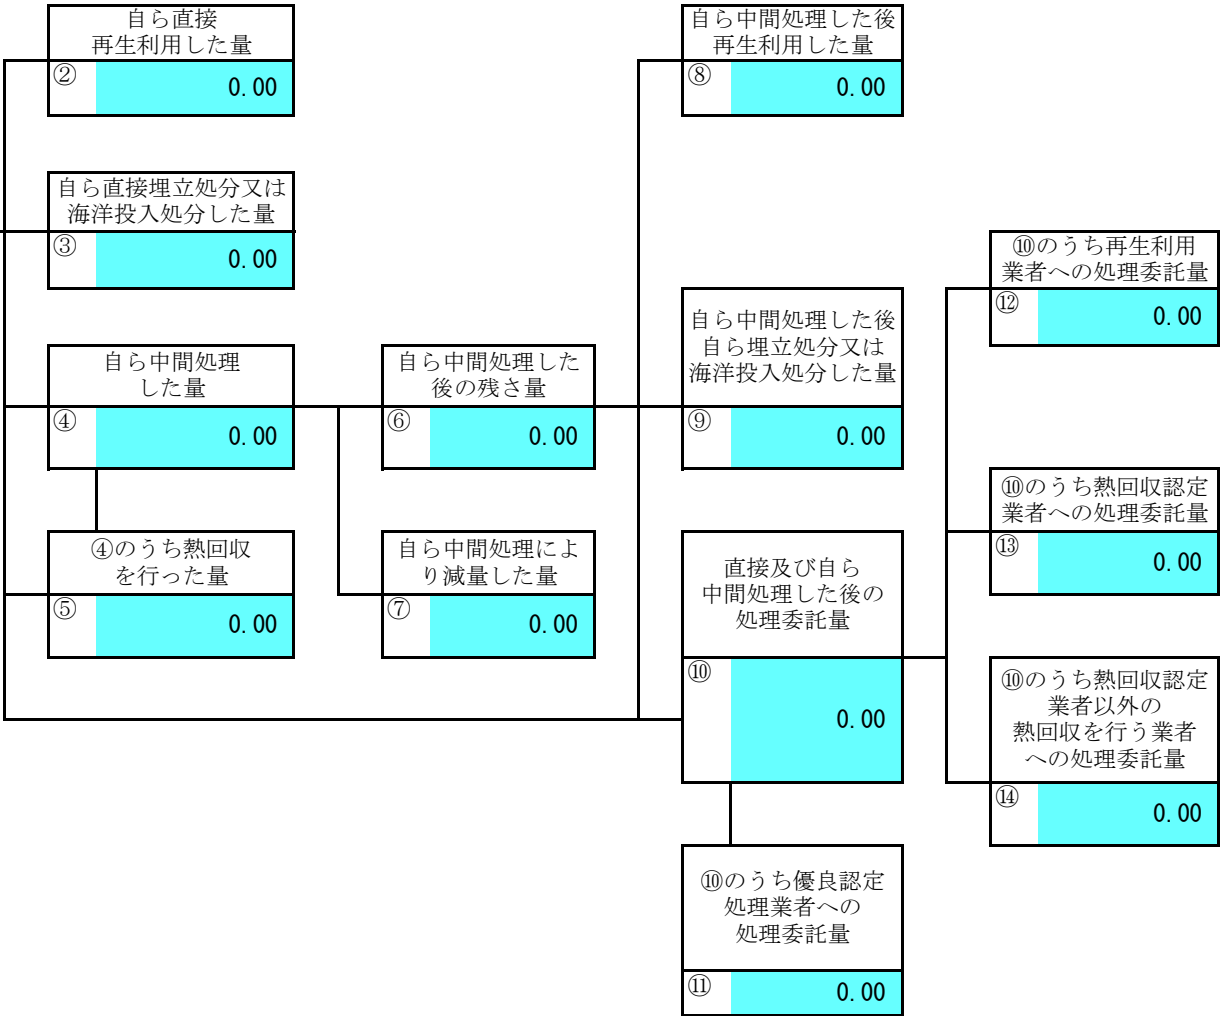 自ら直接
再生利用した量
②
0.00
自ら直接埋立処分又は
海洋投入処分した量
③
0.00
自ら中間処理
した量
④
0.00
④のうち熱回収
を行った量
⑤
0.00
自ら中間処理した
後の残さ量
⑥
0.00
自ら中間処理によ
り減量した量
⑦
0.00
自ら中間処理した後
再生利用した量
⑧
0.00
自ら中間処理した後
自ら埋立処分又は
海洋投入処分した量
⑨
0.00
直接及び自ら
中間処理した後の
処理委託量
⑩
0.00
⑩のうち優良認定
処理業者への
処理委託量
⑪
0.00
⑩のうち再生利用
業者への処理委託量
⑫
0.00
⑩のうち熱回収認定
業者への処理委託量
⑬
0.00
⑩のうち熱回収認定
業者以外の
熱回収を行う業者
への処理委託量
⑭
0.00